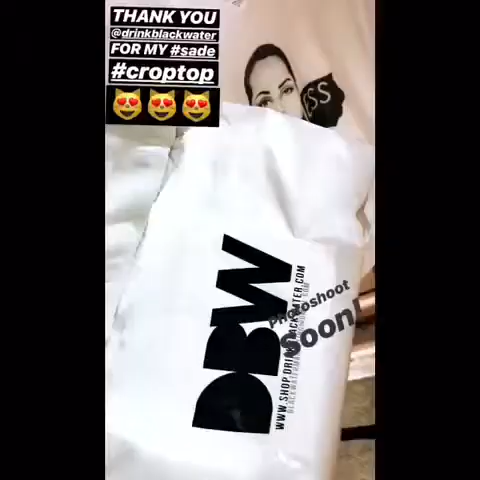 THANK YOU
@drinkblackwater
FOR MY #sade
#croptop
DBW
WWW.SHOP.DRINKBLACKWATER.COM
Photoshoot
Soon!